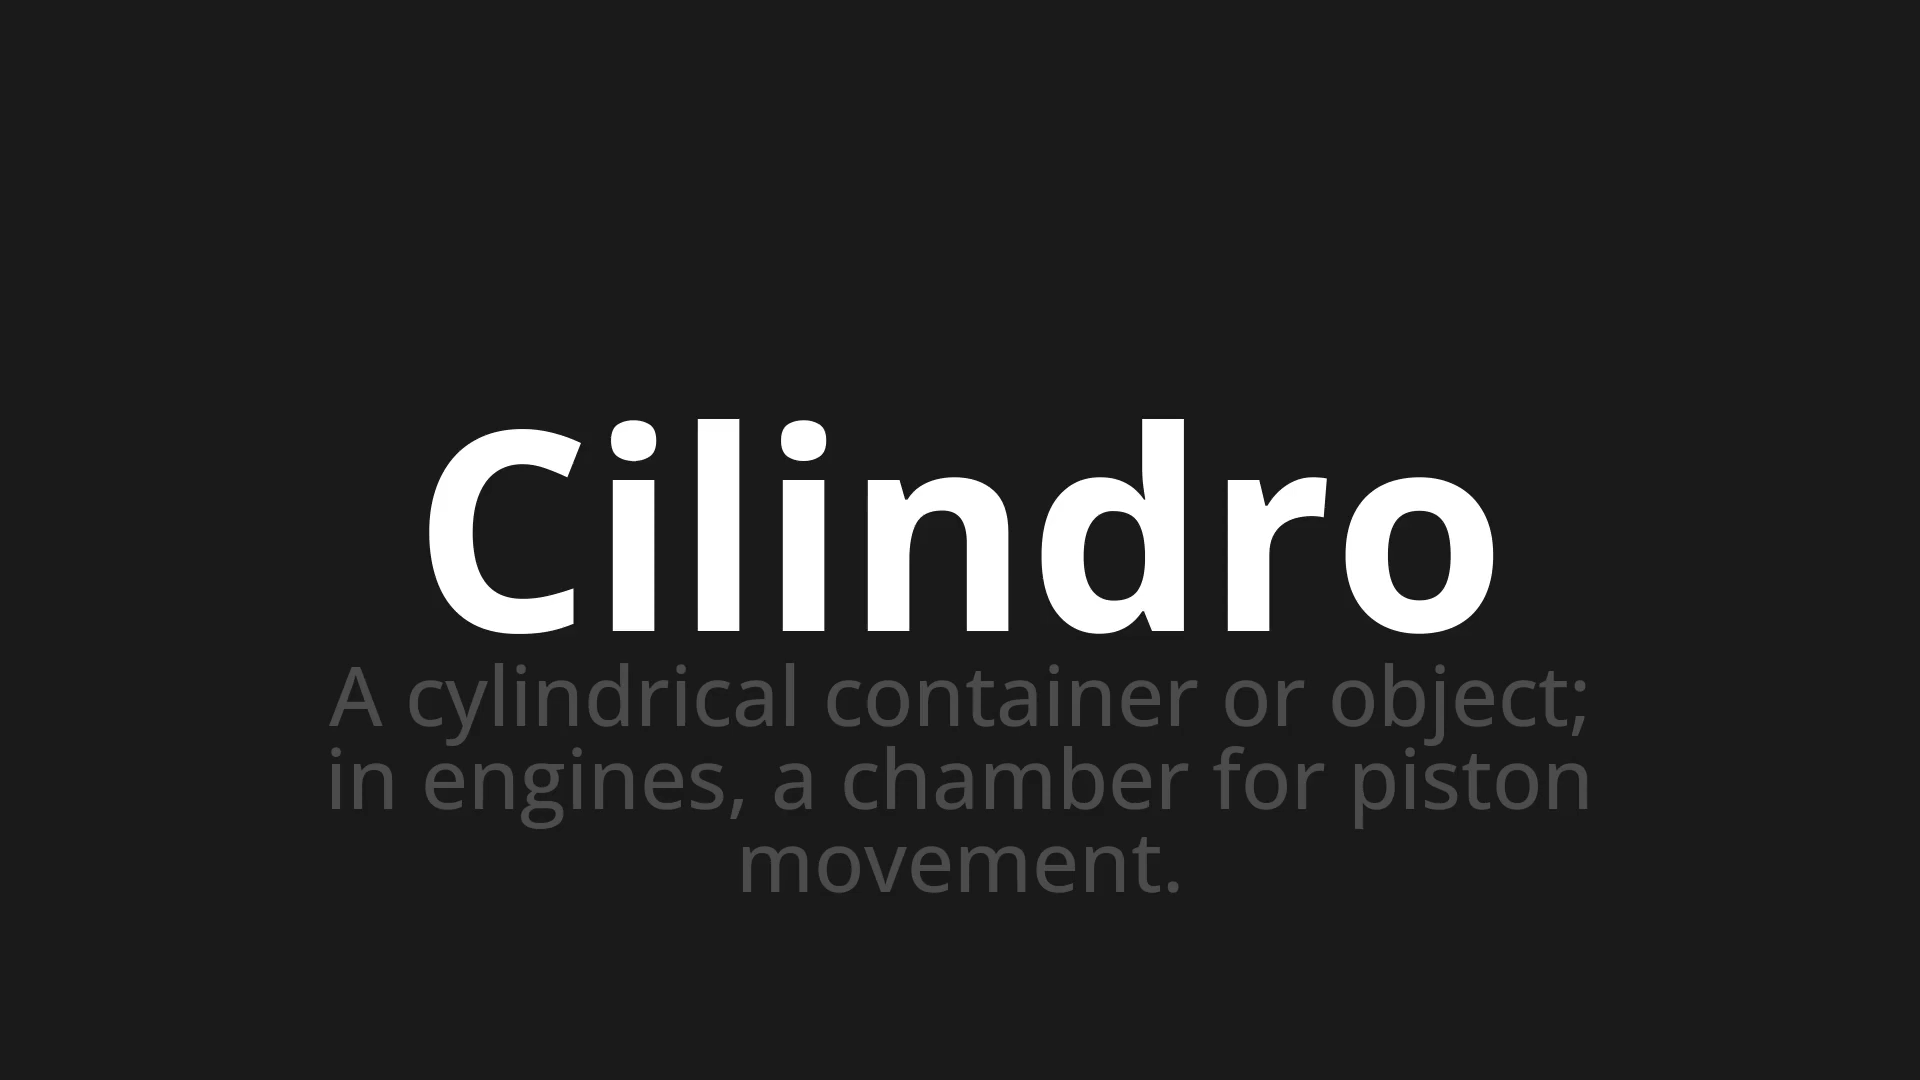 Cilindro
A cylindrical container or object;
in engines, a chamber for piston
movement.